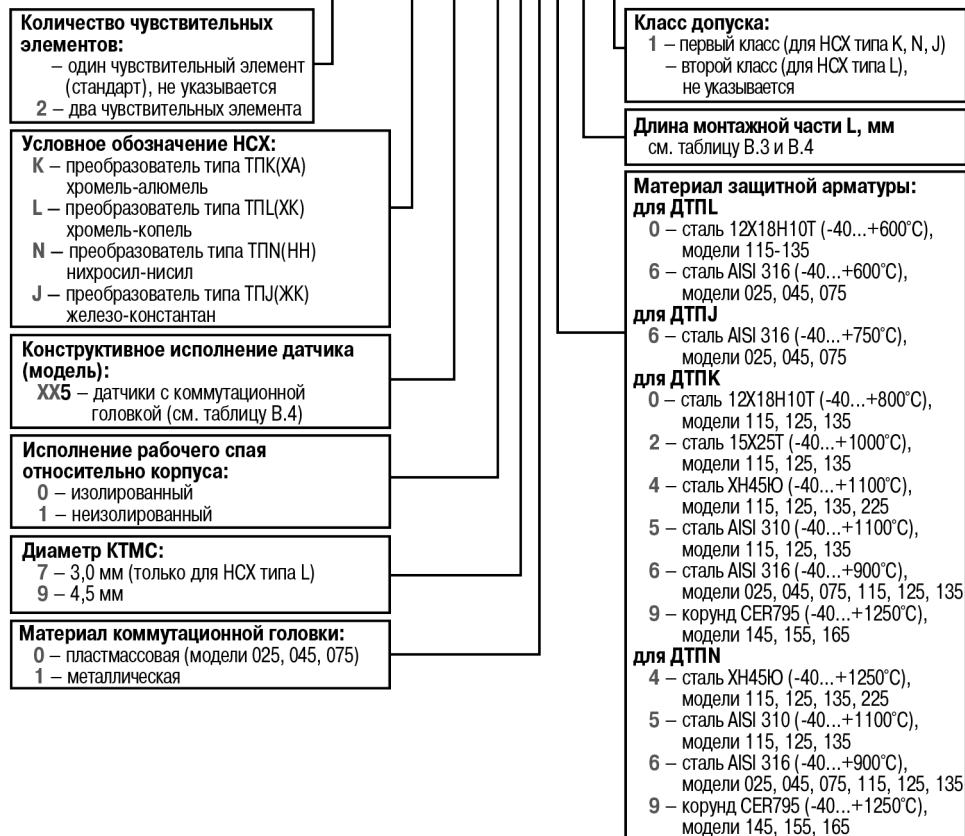 Количество чувствительных
элементов:
– один чувствительный элемент
(стандарт), не указывается
2 – два чувствительных элемента
Условное обозначение НСХ:
K – преобразователь типа ТПK(ХА)
хромель-алюмель
L – преобразователь типа ТПL(ХК)
хромель-копель
N – преобразователь типа ТПN(НН)
нихросил-нисил
J – преобразователь типа ТПJ(ЖК)
железо-константан
Конструктивное исполнение датчика
(модель):
XX5 – датчики с коммутационной
головкой (см. таблицу В.4)
Исполнение рабочего спая
относительно корпуса:
0 – изолированный
1 – неизолированный
Диаметр КТМС:
7 – 3,0 мм (только для НСХ типа L)
9 – 4,5 мм
Материал коммутационной головки:
0 – пластмассовая (модели 025, 045, 075)
1 – металлическая
Класс допуска:
1 – первый класс (для НСХ типа K, N, J)
– второй класс (для НСХ типа L),
не указывается
Длина монтажной части L, мм
см. таблицу В.3 и В.4
Материал защитной арматуры:
для ДТПL
0 – сталь 12Х18Н10Т (-40...+600°С),
модели 115-135
6 – сталь AISI 316 (-40...+600°С),
модели 025, 045, 075
для ДТПJ
6 – сталь AISI 316 (-40...+750°С),
модели 025, 045, 075
для ДТПK
0 – сталь 12Х18Н10Т (-40...+800°С),
модели 115, 125, 135
2 – сталь 15Х25Т (-40...+1000°С),
модели 115, 125, 135
4 – сталь ХН45Ю (-40...+1100°С),
модели 115, 125, 135, 225
5 – сталь AISI 310 (-40...+1100°С),
модели 115, 125, 135
6 – сталь AISI 316 (-40...+900°С),
модели 025, 045, 075, 115, 125, 135
9 – корунд CER795 (-40...+1250°С),
модели 145, 155, 165
для ДТПN
4 – сталь ХН45Ю (-40...+1250°С),
модели 115, 125, 135, 225
5 – сталь AISI 310 (-40...+1100°С),
модели 115, 125, 135
6 – сталь AISI 316 (-40...+900°С),
модели 025, 045, 075, 115, 125, 135
9 – корунд CER795 (-40...+1250°С),
модели 145, 155, 165